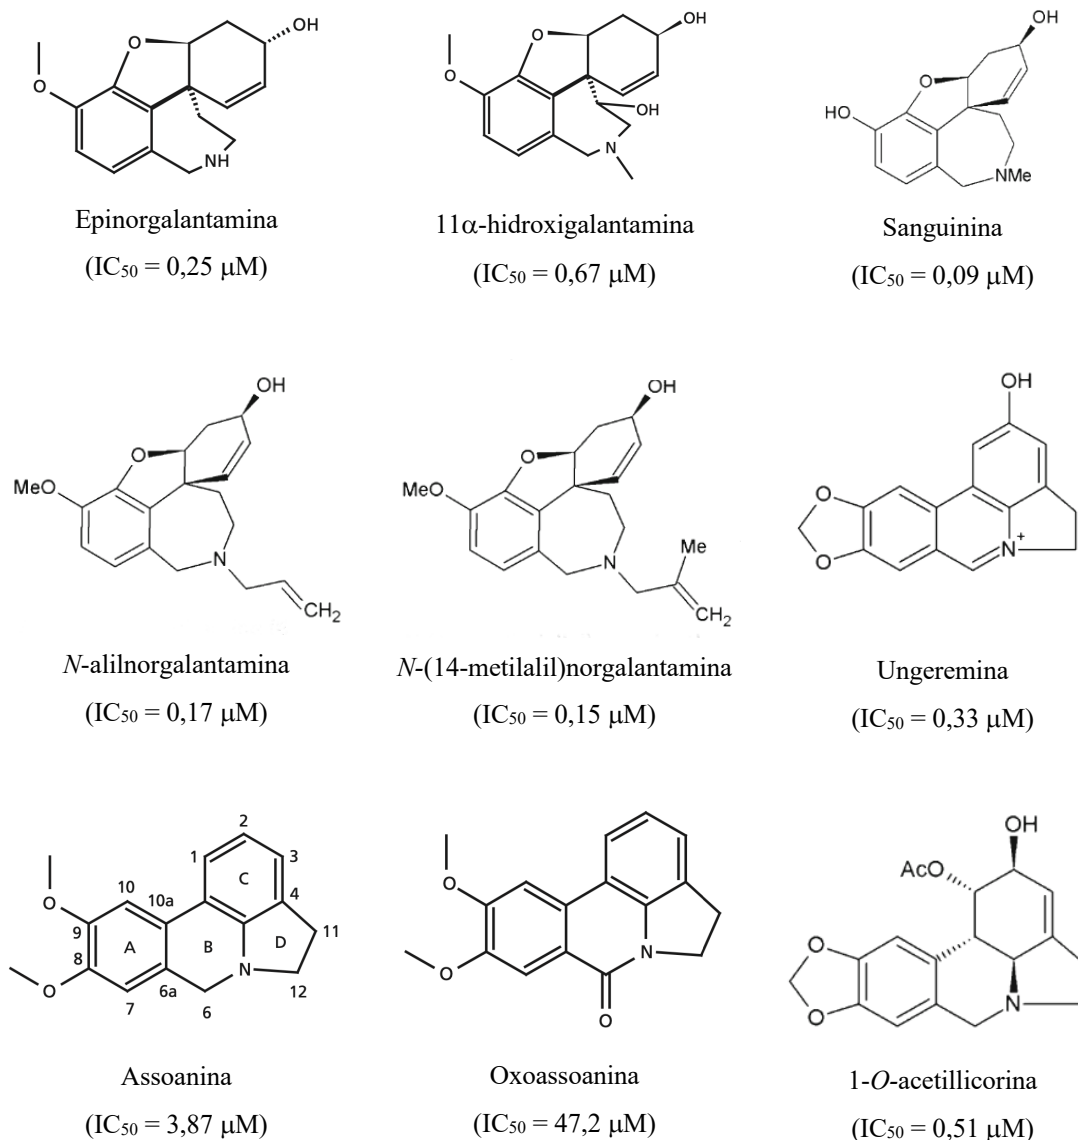 OH
O
O
NH
Epinorgalantamina
(IC50 = 0,25 μM)
OH
O
O
OH
N
11α-hidroxigalantamina
(IC50 = 0,67 μM)
OH
O
HO
NMe
Sanguinina
(IC50 = 0,09 μM)
OH
O
MeO
N
CH2
N-alilnorgalantamina
(IC50 = 0,17 μM)
OH
O
MeO
Me
N
CH2
N-(14-metilalil)norgalantamina
(IC50 = 0,15 μM)
OH
O
O
N+
Ungeremina
(IC50 = 0,33 μM)
2
1
3
C
4
10
10a
O
9
A
B
D
11
8
N
O
6a
12
7
6
Assoanina
(IC50 = 3,87 μM)
O
O
N
O
Oxoassoanina
(IC50 = 47,2 μM)
OH
AcO
O
O
N
1-O-acetillicorina
(IC50 = 0,51 μM)